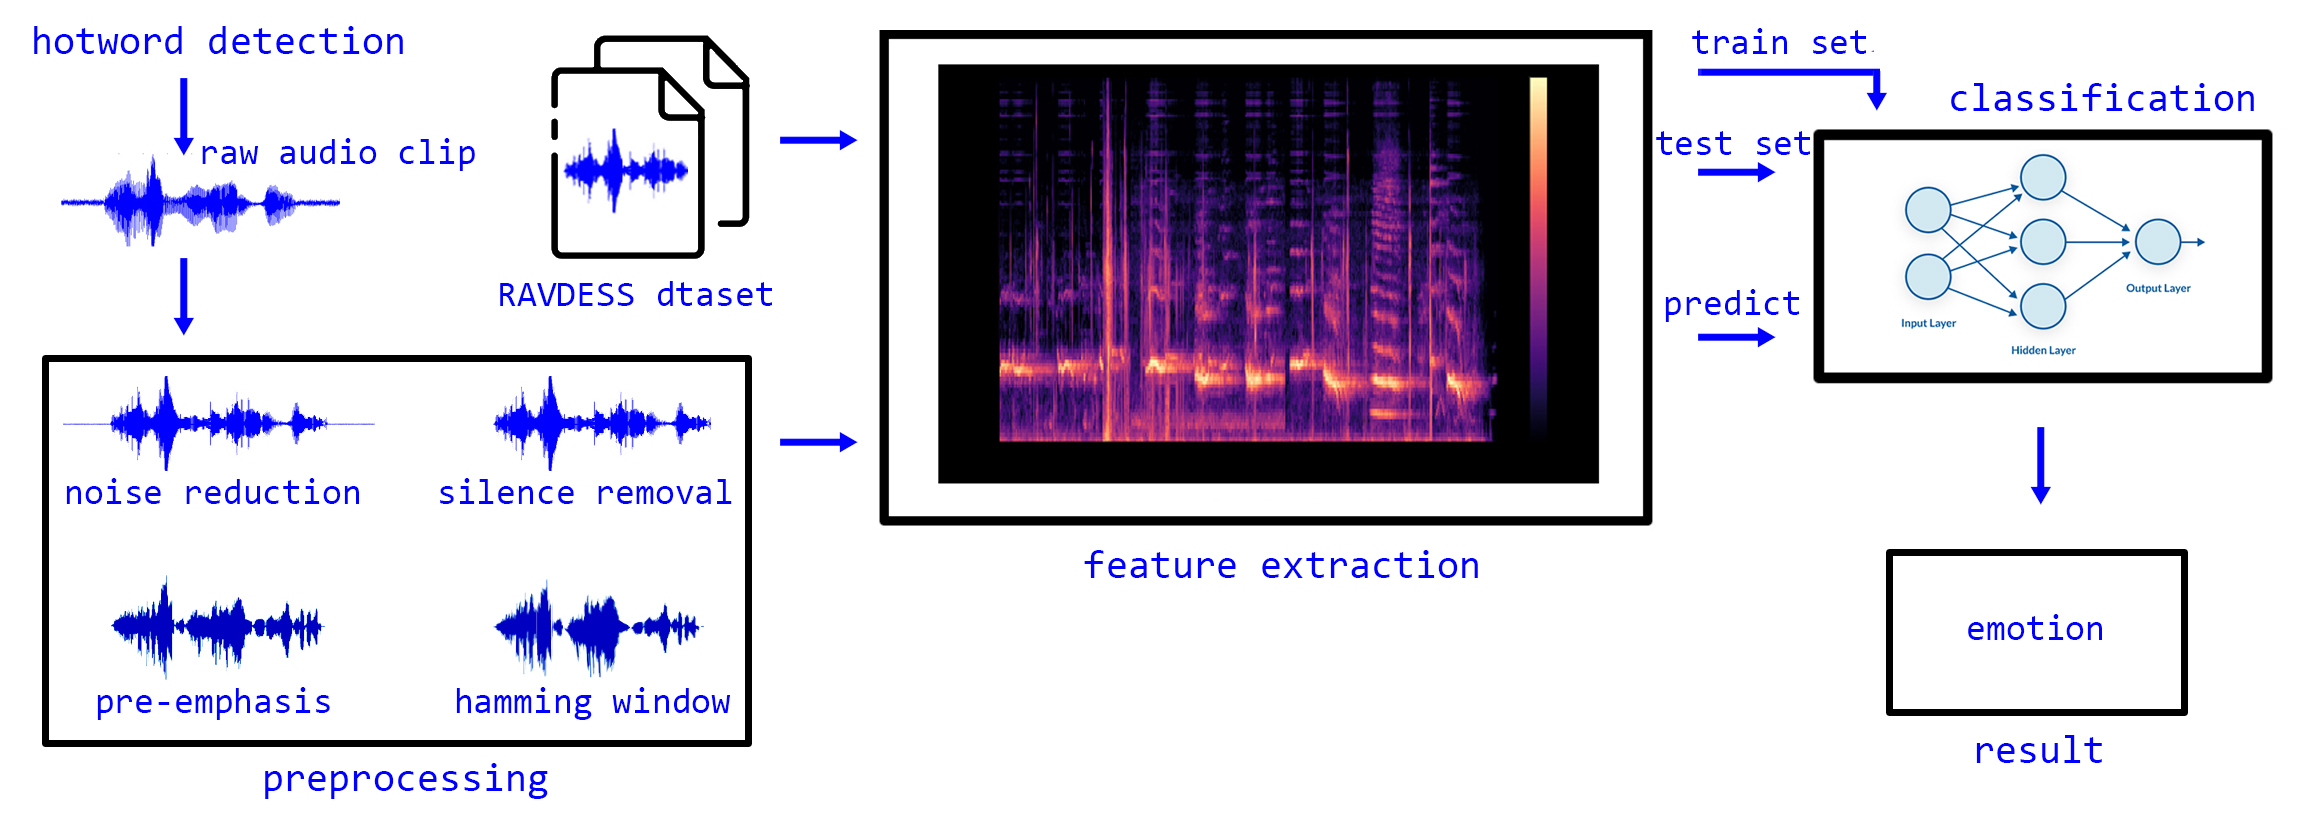 hotword detection
raw audio clip
RAVDESS dtaset
noise reduction
silence removal
pre-emphasis
hamming window
preprocessing
feature extraction
train set
test set
predict
classification
Input Layer
Hidden Layer
Output Layer
emotion
result